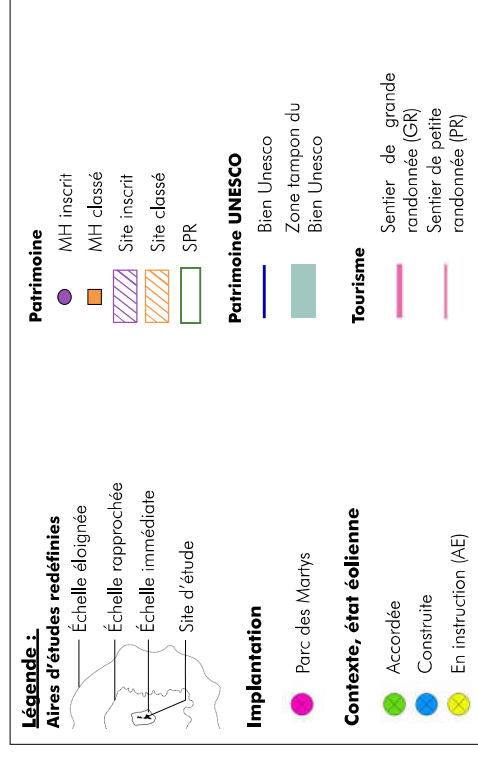 Légende :
Aires d'études redéfinies
Échelle éloignée
Échelle rapprochée
Échelle immédiate
Site d'étude
Implantation
Parc des Martys
Contexte, état éolienne
Accordée
Construite
En instruction (AE)
Patrimoine
MH inscrit
MH classé
Site inscrit
Site classé
SPR
Patrimoine UNESCO
Bien Unesco
Zone tampon du
Bien Unesco
Tourisme
Sentier de grande
randonnée (GR)
Sentier de petite
randonnée (PR)